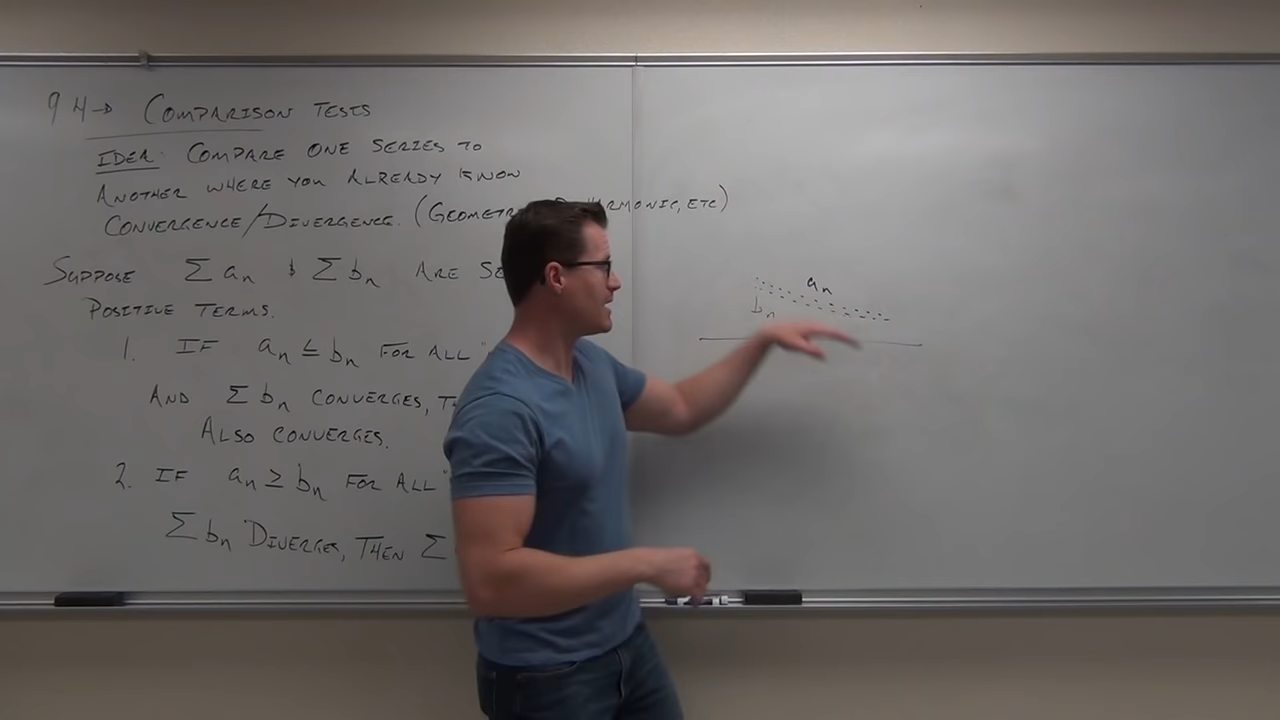 9.4 → COMPARISON TESTS
IDEA: COMPARE ONE SERIES TO
ANOTHER WHERE YOU ALREADY KNOW
CONVERGENCE/DIVERGENCE. (GEOMETR HARMONIC, ETC)
SUPPOSE Σ aₙ & Σ bₙ ARE
POSITIVE TERMS.
1. IF aₙ ≤ bₙ FOR ALL "
AND Σ bₙ CONVERGES,
ALSO CONVERGES.
2. IF aₙ ≥ bₙ FOR ALL "
Σ bₙ DIVERGES, THEN Σ
aₙ
bₙ